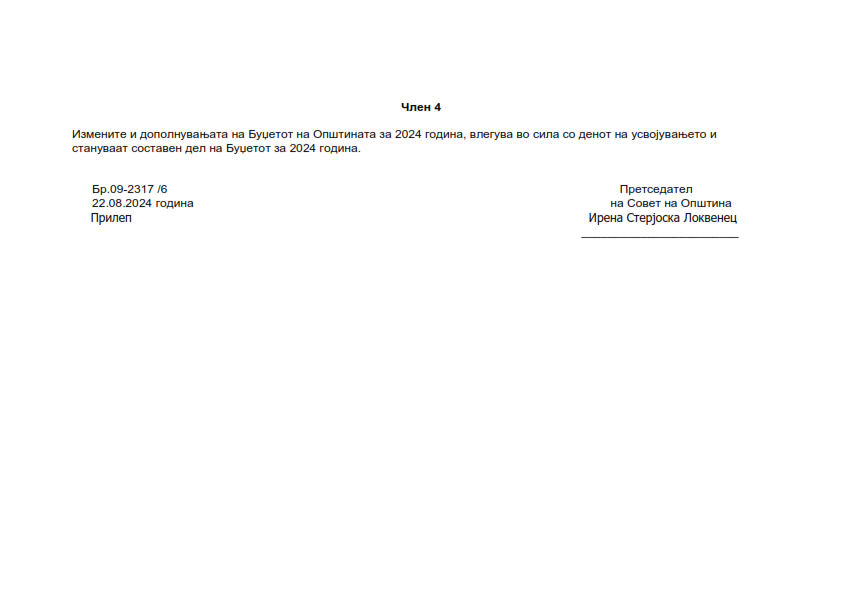 Член 4
Измените и дополнувањата на Буџетот на Општината за 2024 година, влегува во сила со денот на усвојувањето и
стануваат составен дел на Буџетот за 2024 година.
Бр.09-2317 /6
Претседател
22.08.2024 година
на Совет на Општина
Прилеп
Ирена Стерјоска Локвенец